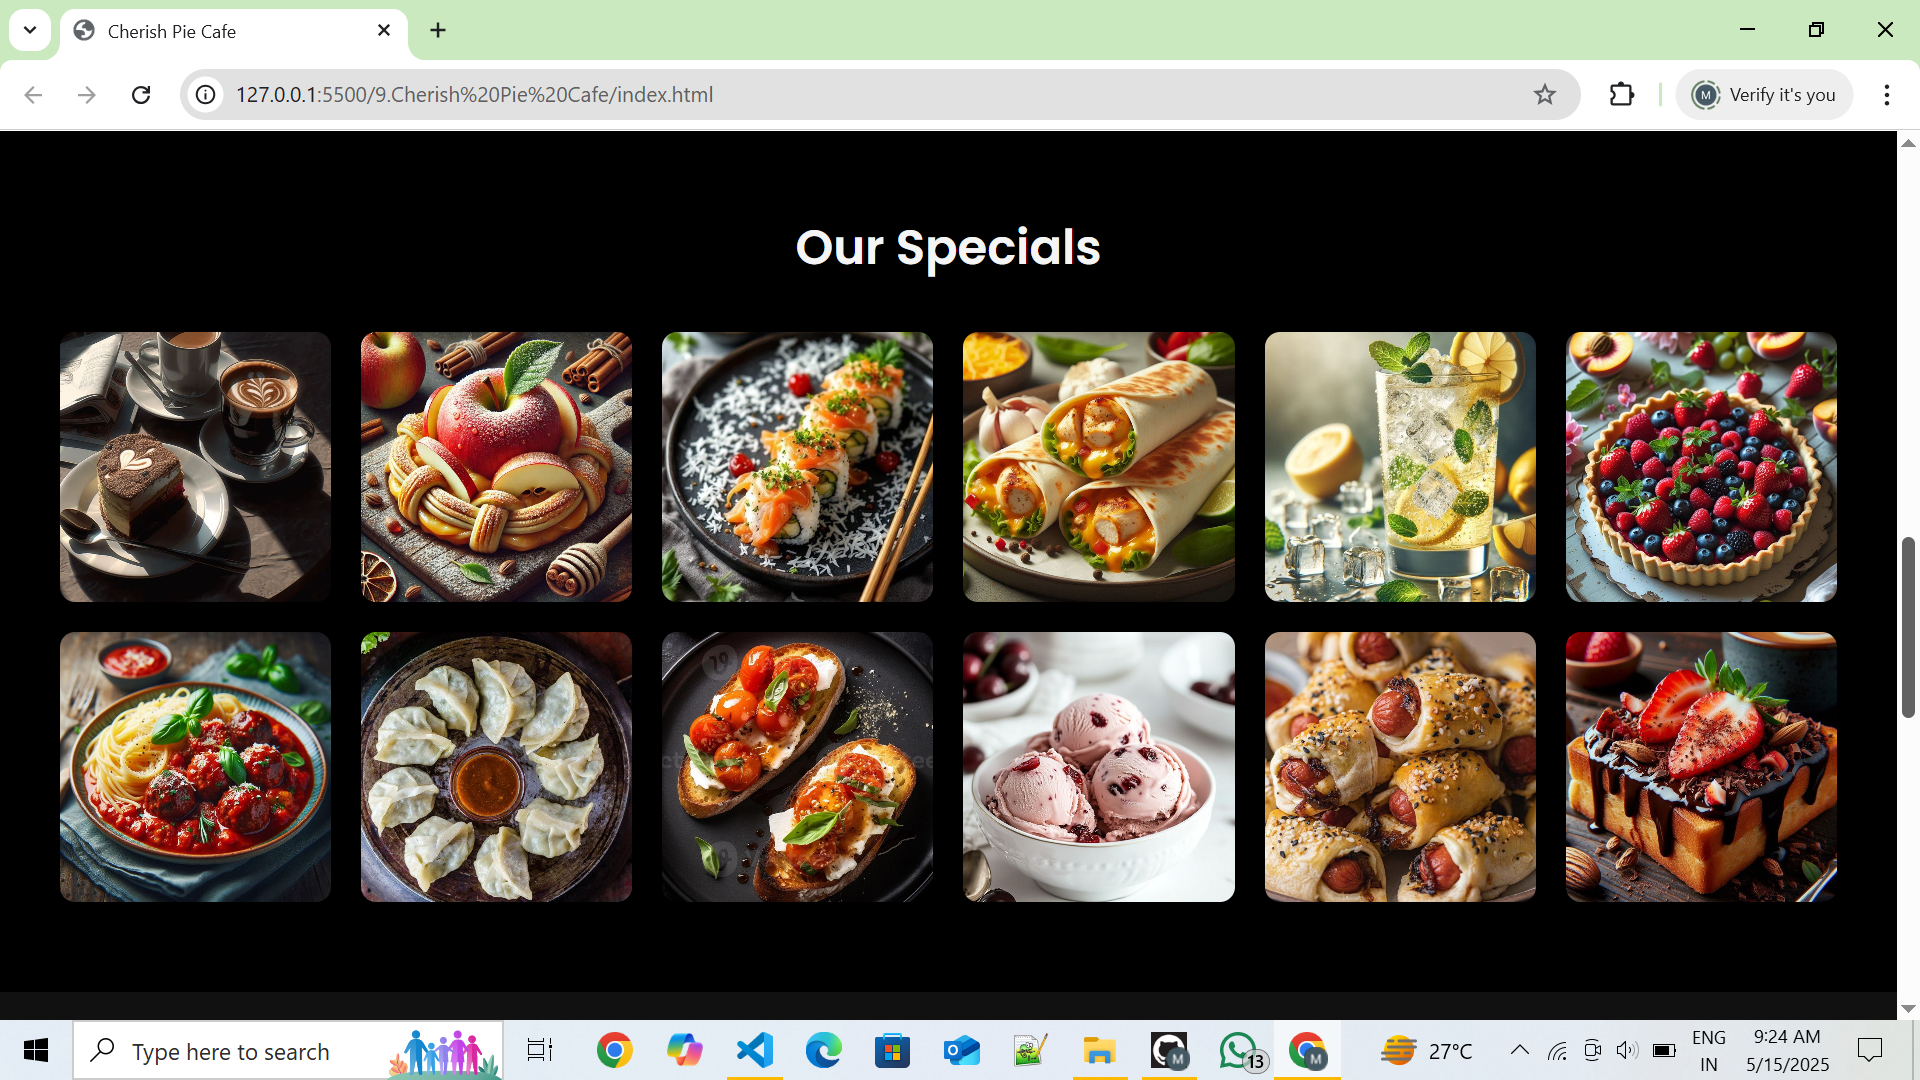 Cherish Pie Cafe
127.0.0.1:5500/9.Cherish%20Pie%20Cafe/index.html
M
Verify it's you
Our Specials
Type here to search
M
13
M
27°C
ENG
IN
9:24 AM
5/15/2025